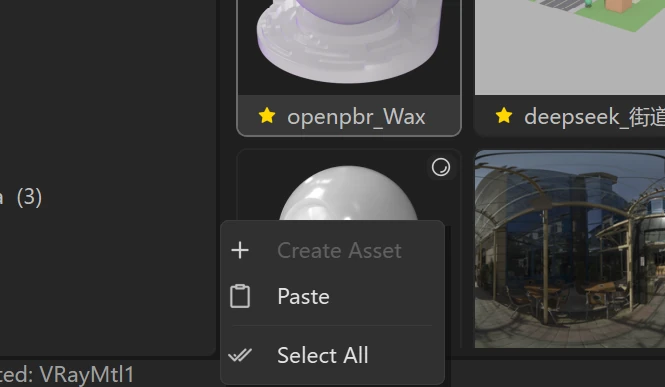 openpbr_Wax
deepseek_街道
(3)
Create Asset
Paste
Select All
ted: VRayMtl1